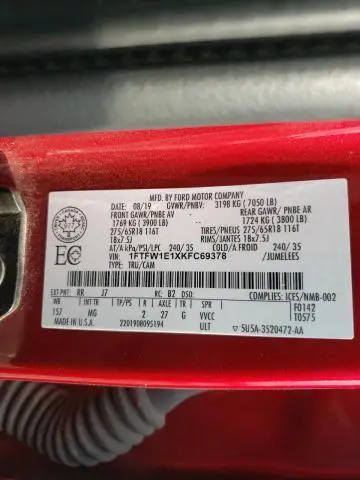 MFD. BY FORD MOTOR COMPANY
DATE: 08/19 GVWR/PNBV: 3198 KG (7050 LB)
FRONT GAWR/PNBE AV REAR GAWR/ PNBE AR
1769 KG (3900 LB) 1724 KG (3800 LB)
275/65R18 116T TIRES/PNEUS 275/65R18 116T
18x7.5J RIMS/JANTES 18x7.5J
AT/A kPa/PSI/LPC 240/35 COLD/A FROID 240/35
VIN: 1FTFW1E1XKFC69378 /JUMELEES
TYPE: TRU/CAM
EC
EXT PNT: RR J7 RC: B2 DSO: COMPLIES: ICES/NMB-002
WB INT TR TP/PS R AXLE TR SPR F0142
157 MG 2 27 G VVCC T0575
2201908095194 ULT 5U5A-3520472-AA